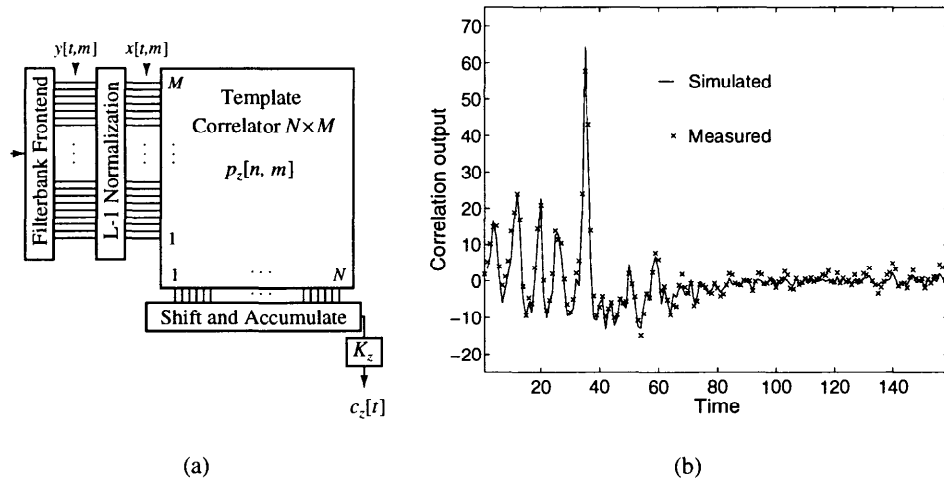 (a)
y[t,m]
x[t,m]
Filterbank Frontend
L-1 Normalization
M
Template
Correlator N×M
p_z[n, m]
1
1
N
Shift and Accumulate
K_z
c_z[t]
(a)
Correlation output
70
60
50
40
30
20
10
0
−10
−20
Simulated
Measured
20
40
60
80
100
120
140
Time
(b)